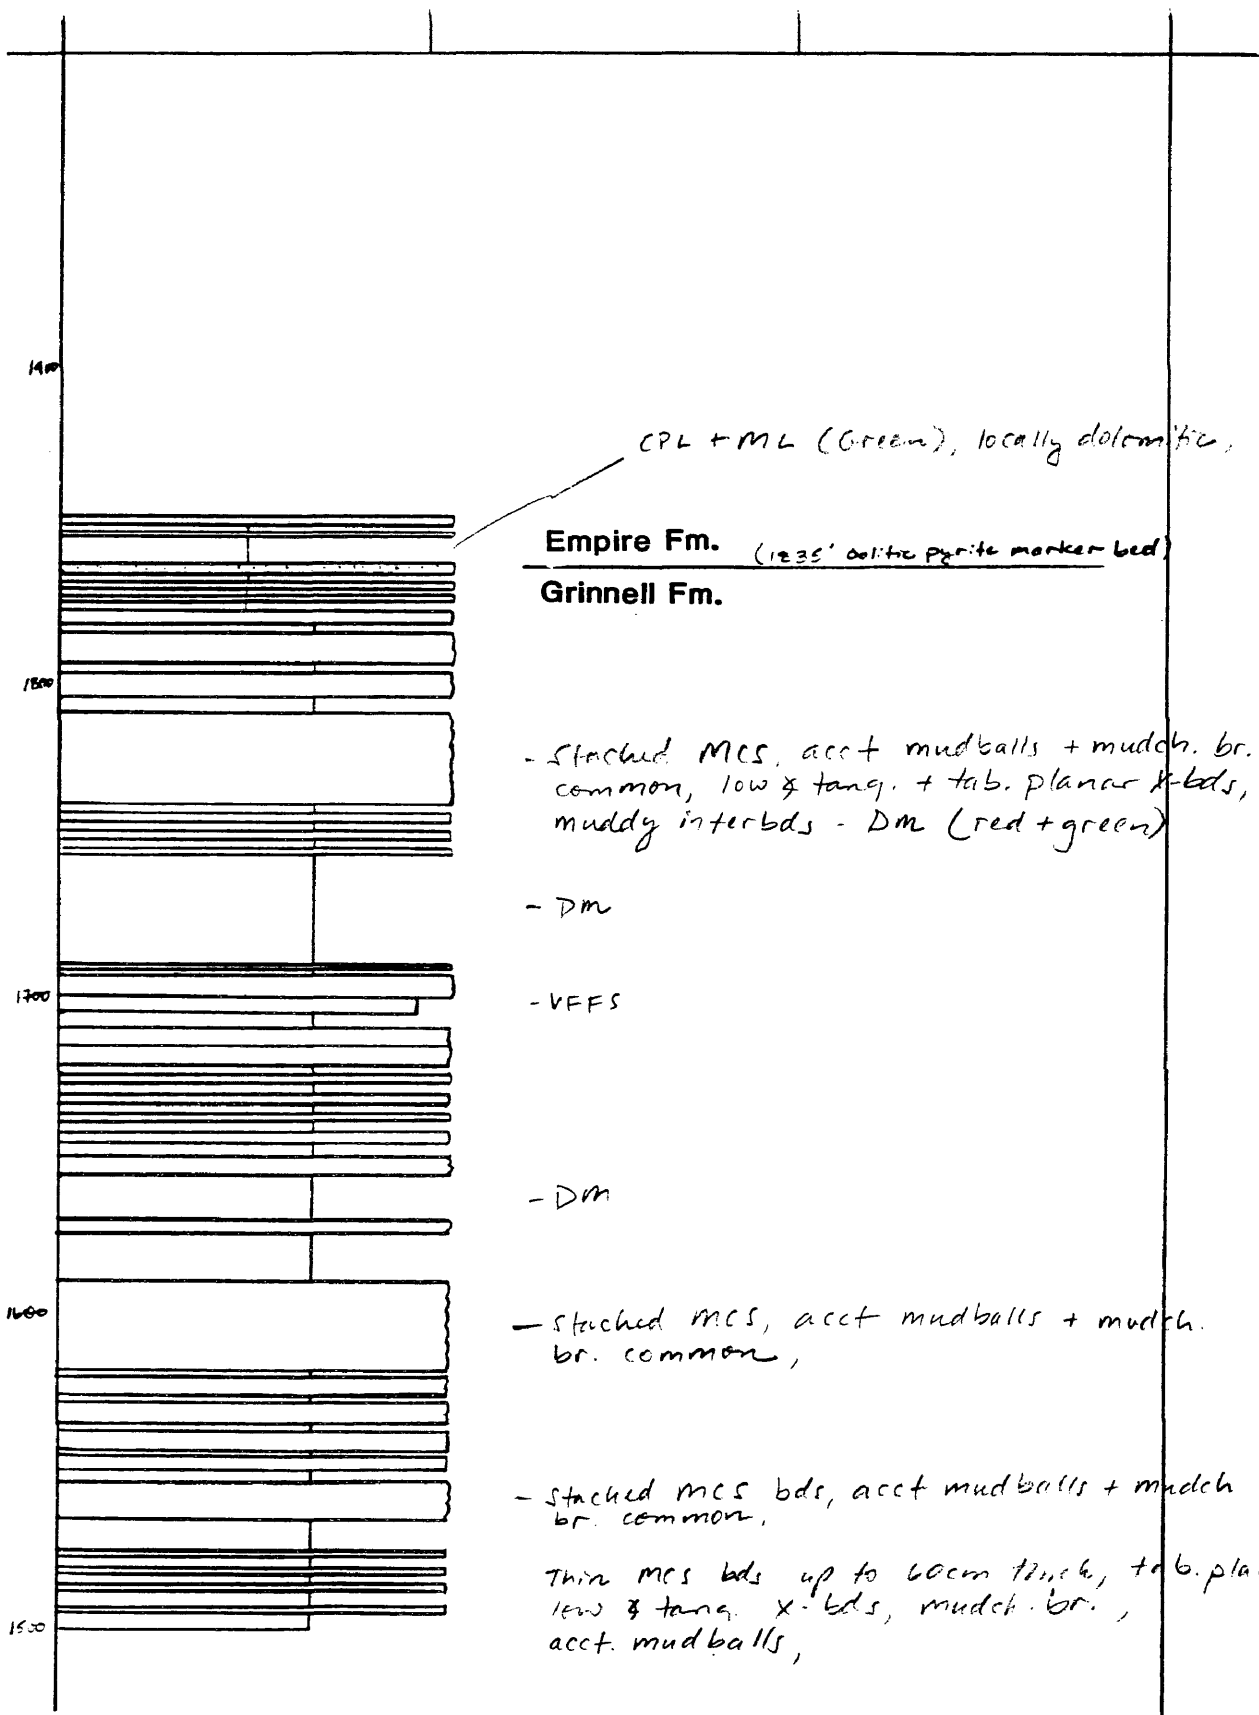 1900
CPL + ML (Green), locally dolomitic,
Empire Fm. (1835' oolitic pyrite marker bed)
Grinnell Fm.
1800
- Stacked MCS, acct mudballs + mudch. br.
common, low ∡ tang. + tab. planar x-bds,
muddy interbds - DM (red + green)
- DM
1700
- VFFS
- DM
1600
- Stacked MCS, acct mudballs + mudch.
br. common,
- Stacked MCS bds, acct mudballs + mudch
br. common,
Thin MCS bds up to 60cm thick, tab. pla
low ∡ tang. x-bds, mudch. br.,
1500
acct. mudballs,